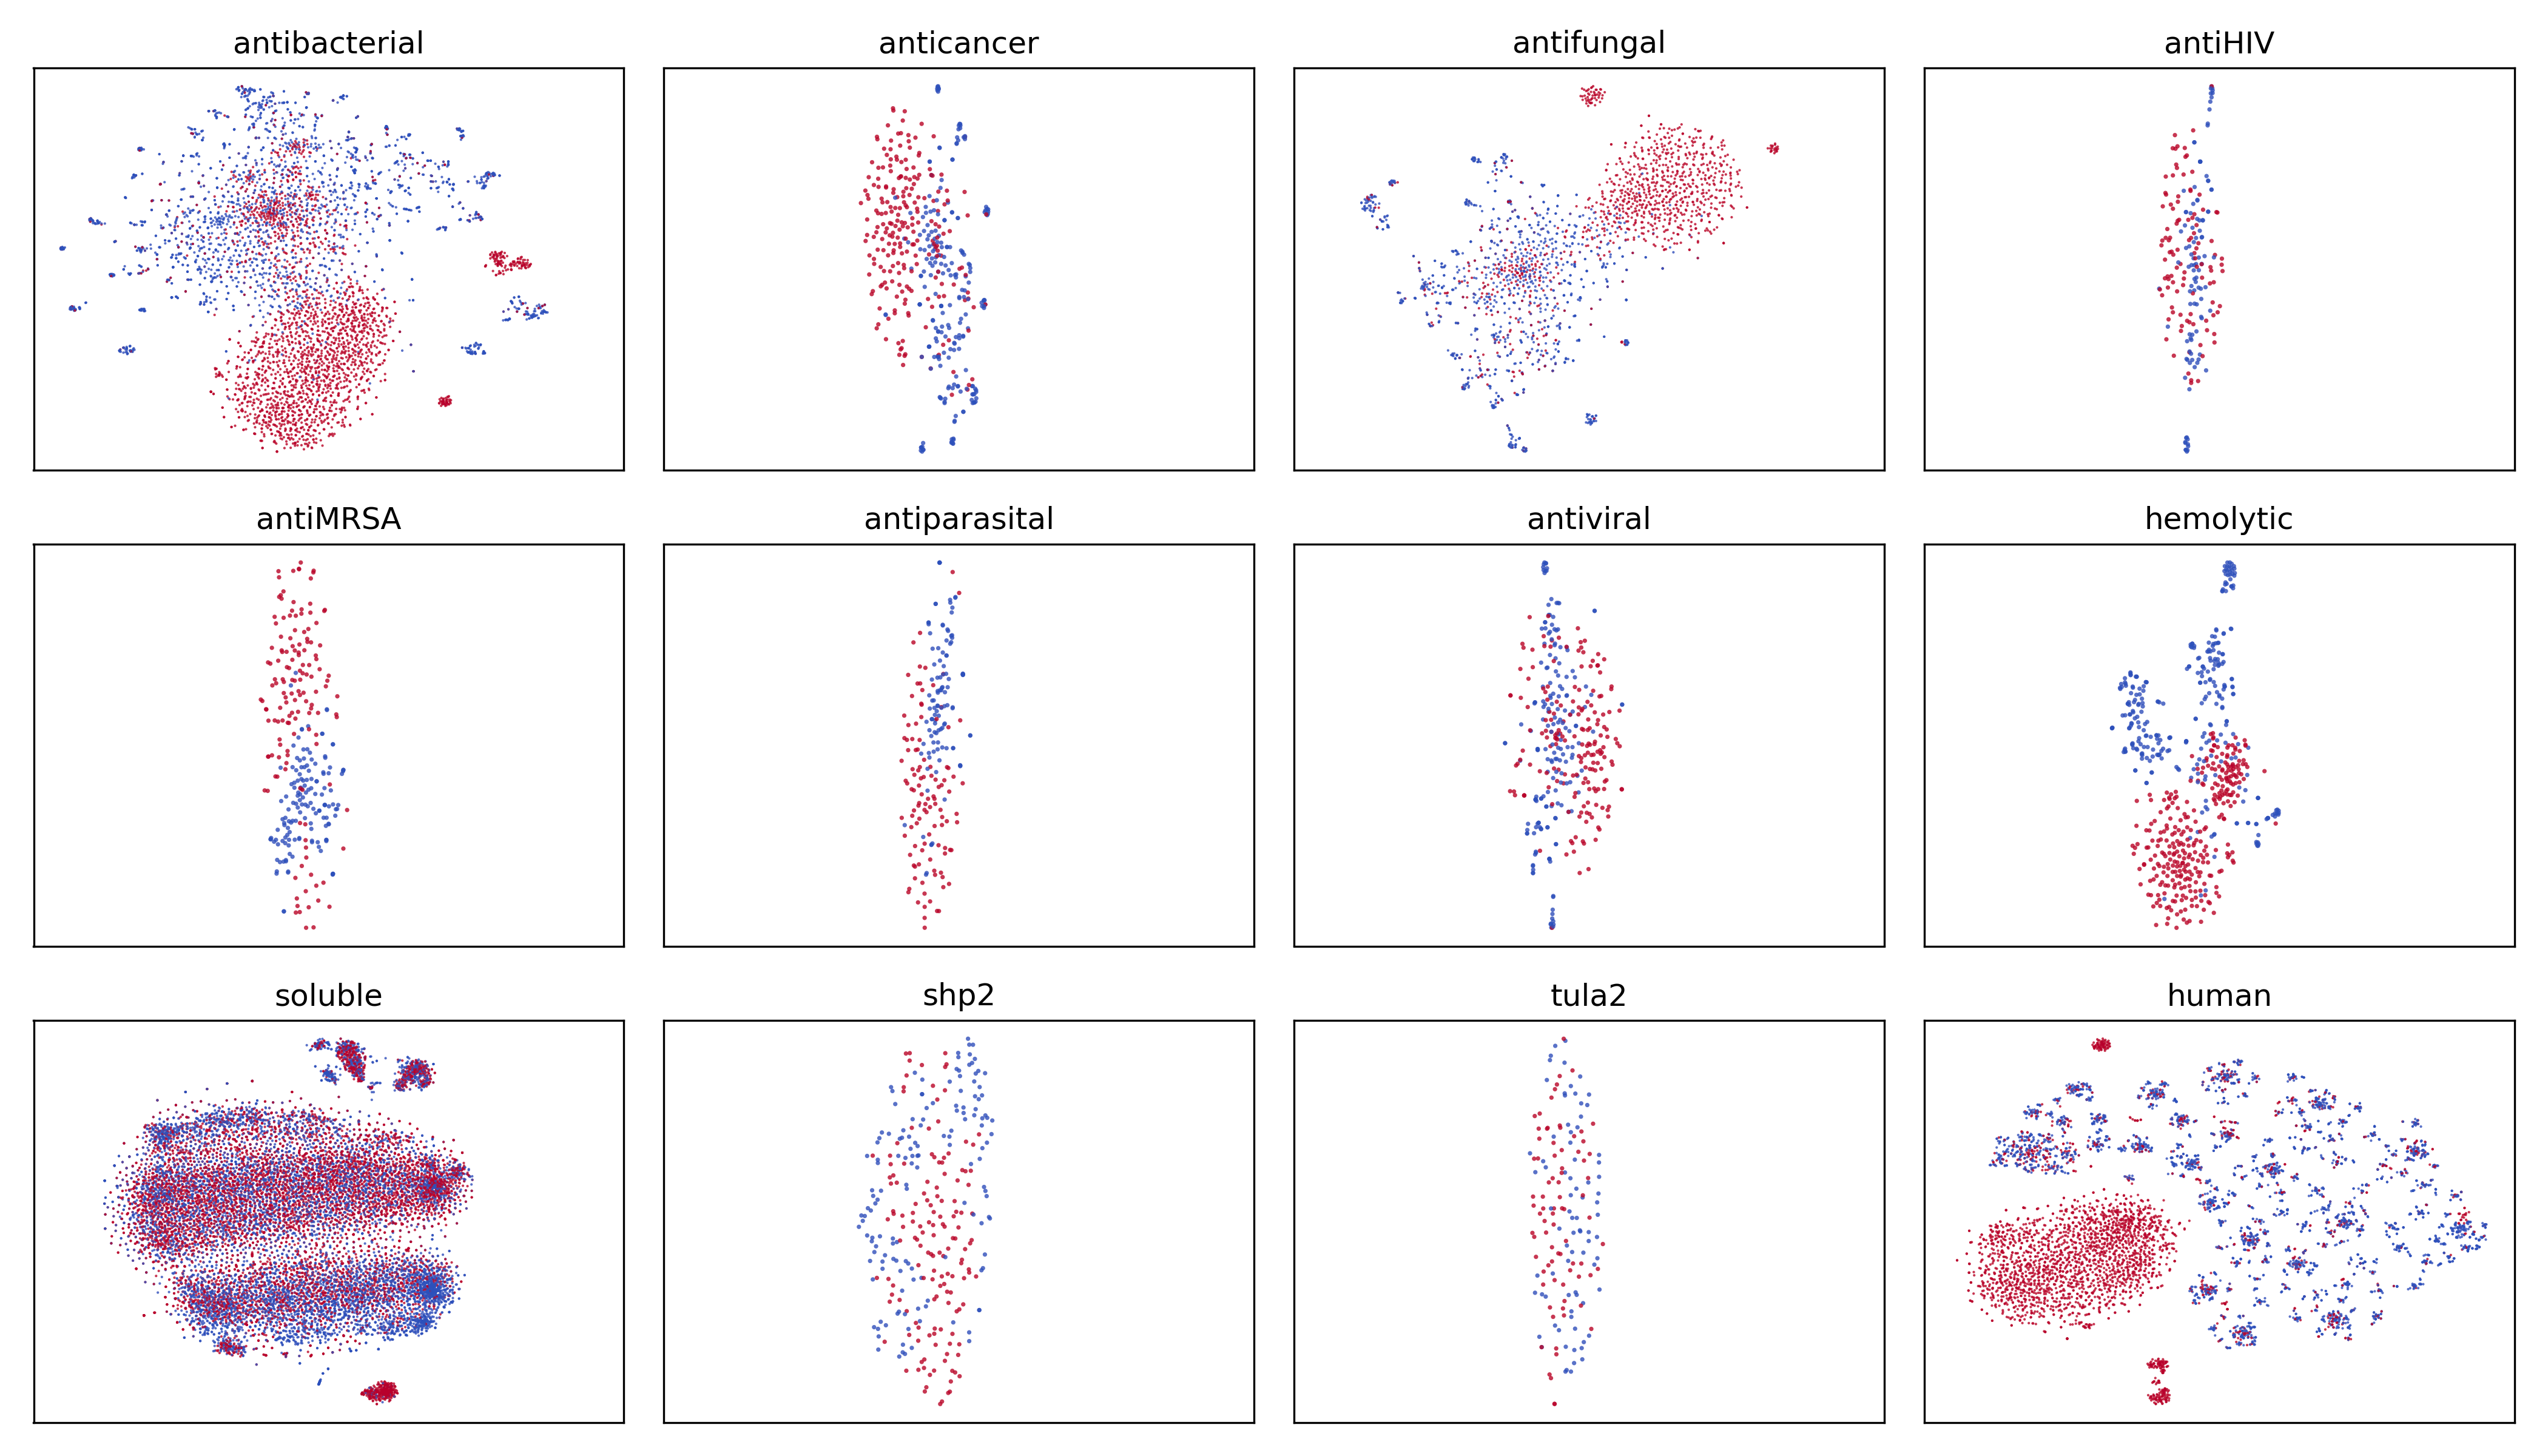 antibacterial
anticancer
antifungal
antiHIV
antiMRSA
antiparasital
antiviral
hemolytic
soluble
shp2
tula2
human